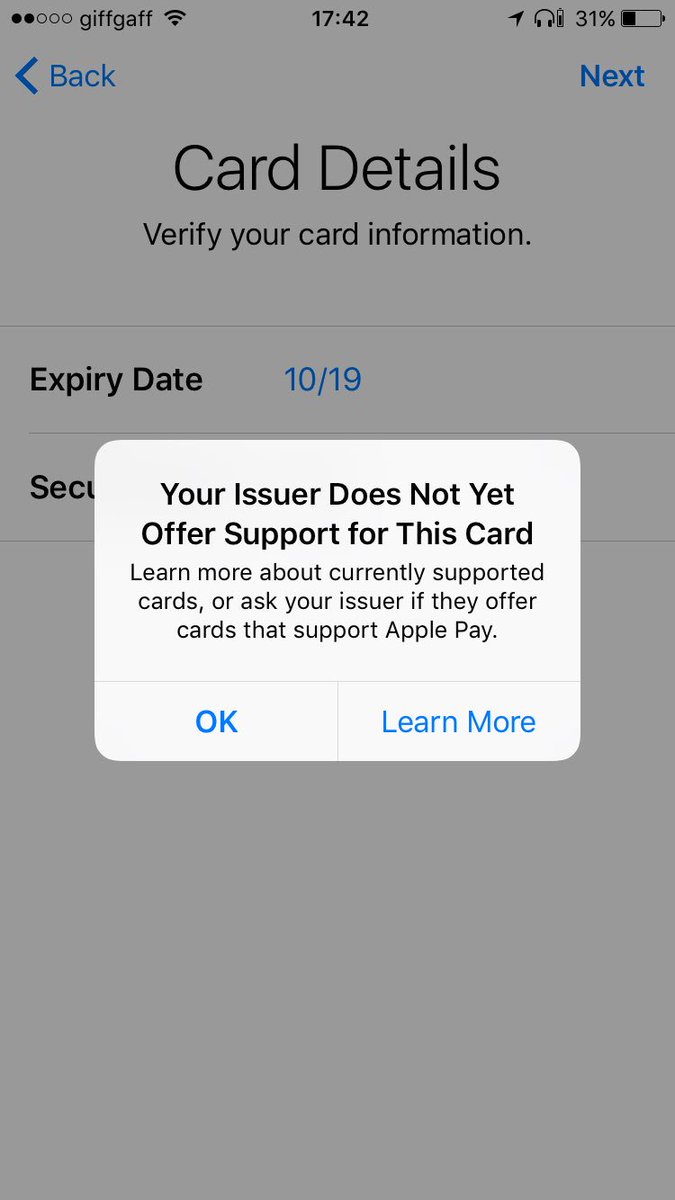 giffgaff 17:42 31%
Back Next
Card Details
Verify your card information.
Expiry Date 10/19
Secu
Your Issuer Does Not Yet
Offer Support for This Card
Learn more about currently supported
cards, or ask your issuer if they offer
cards that support Apple Pay.
OK Learn More